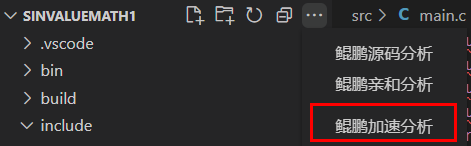 SINVALUEMATH1
src > C main.c
.vscode
bin
build
include
鲲鹏源码分析
鲲鹏亲和分析
鲲鹏加速分析